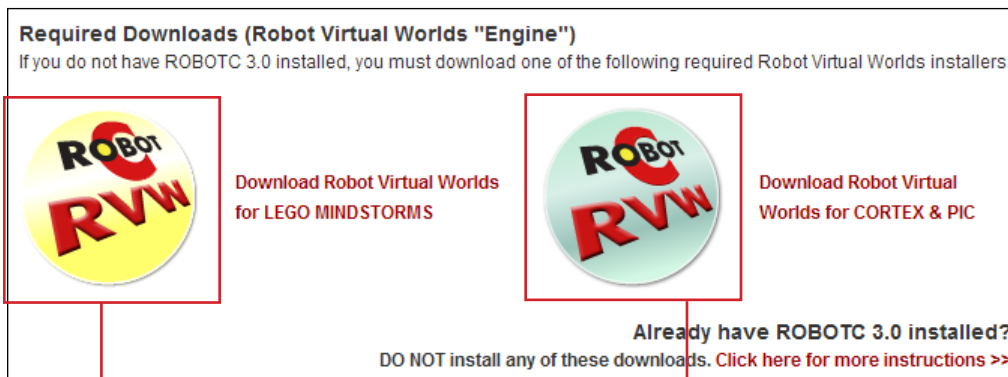 Required Downloads (Robot Virtual Worlds "Engine")
If you do not have ROBOTC 3.0 installed, you must download one of the following required Robot Virtual Worlds installers.
ROBOT C
RVW
Download Robot Virtual Worlds
for LEGO MINDSTORMS
ROBOT C
RVW
Download Robot Virtual
Worlds for CORTEX & PIC
Already have ROBOTC 3.0 installed?
DO NOT install any of these downloads. Click here for more instructions >>